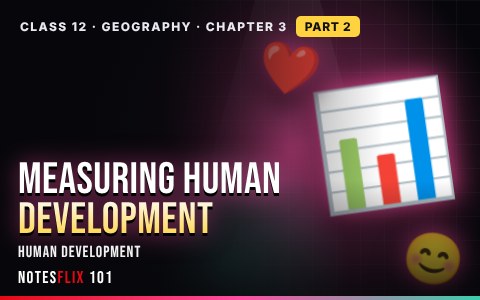 CLASS 12 · GEOGRAPHY · CHAPTER 3 PART 2
MEASURING HUMAN
DEVELOPMENT
HUMAN DEVELOPMENT
NOTESFLIX 101